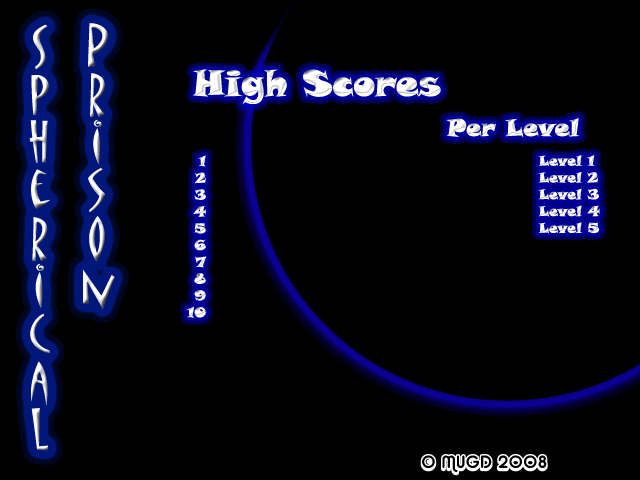 SPHERICAL
PRISON
High Scores
Per Level
1
2
3
4
5
6
7
8
9
10
Level 1
Level 2
Level 3
Level 4
Level 5
© MUGD 2008